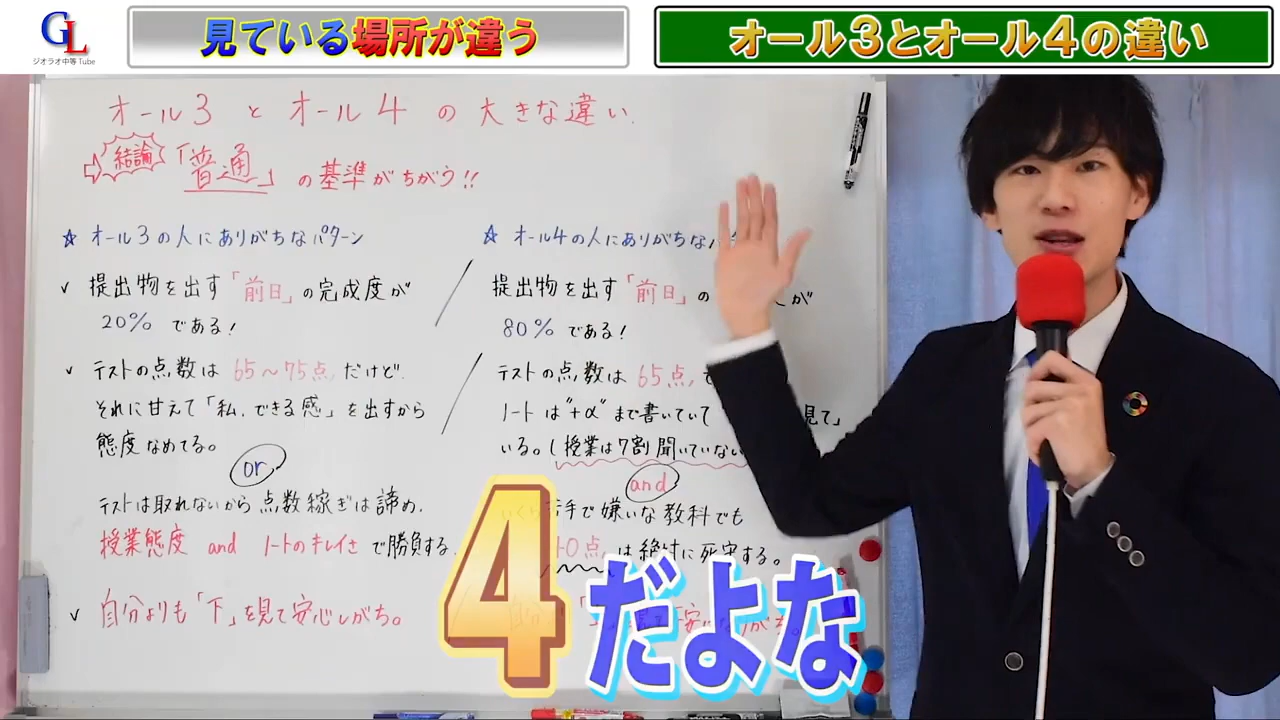 GL
ジオラオ中等Tube
見ている場所が違う
オール3とオール4の違い
オール3 と オール4 の 大きな違い.
結論 「普通」 の基準がちがう!!
☆ オール3の人にありがちなパターン
✓ 提出物を出す「前日」の完成度が
20% である!
✓ テストの点数は 65〜75点 だけど.
それに甘えて「私.できる感」を出すから
態度なめてる。
or
テストは取れないから点数稼ぎは諦め.
授業態度 and ノートのキレイさ で勝負する.
✓ 自分よりも「下」を見て安心しがち。
☆ オール4の人にありがちな
提出物を出す「前日」の が
80% である!
テストの点数は 65点
ノートは"+α"まで書いていて 見て」
いる。(授業は7割聞いていない
and
手で嫌いな教科でも
0点 は絶対に死守する。
4だよな